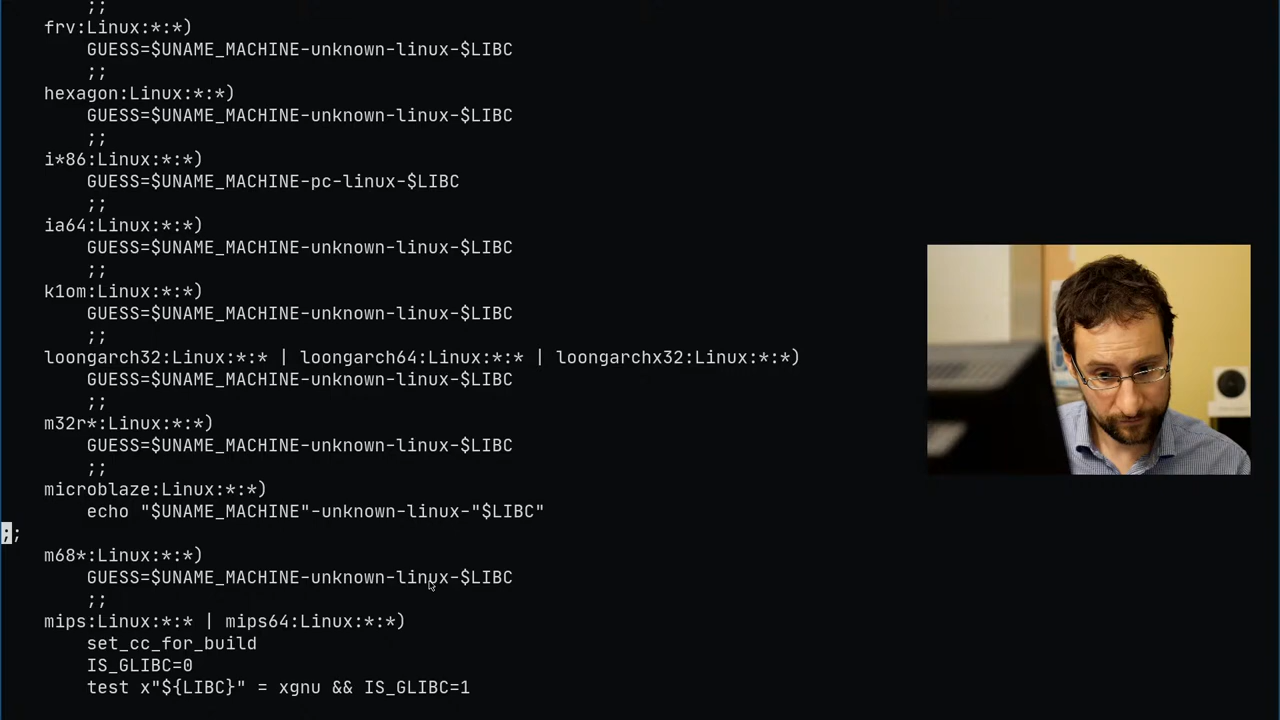 ;;
frv:Linux:*:*)
GUESS=$UNAME_MACHINE-unknown-linux-$LIBC
;;
hexagon:Linux:*:*)
GUESS=$UNAME_MACHINE-unknown-linux-$LIBC
;;
i*86:Linux:*:*)
GUESS=$UNAME_MACHINE-pc-linux-$LIBC
;;
ia64:Linux:*:*)
GUESS=$UNAME_MACHINE-unknown-linux-$LIBC
;;
k1om:Linux:*:*)
GUESS=$UNAME_MACHINE-unknown-linux-$LIBC
;;
loongarch32:Linux:*:* | loongarch64:Linux:*:* | loongarchx32:Linux:*:*)
GUESS=$UNAME_MACHINE-unknown-linux-$LIBC
;;
m32r*:Linux:*:*)
GUESS=$UNAME_MACHINE-unknown-linux-$LIBC
;;
microblaze:Linux:*:*)
echo "$UNAME_MACHINE"-unknown-linux-"$LIBC"
;;
m68*:Linux:*:*)
GUESS=$UNAME_MACHINE-unknown-linux-$LIBC
;;
mips:Linux:*:* | mips64:Linux:*:*)
set_cc_for_build
IS_GLIBC=0
test x"${LIBC}" = xgnu && IS_GLIBC=1